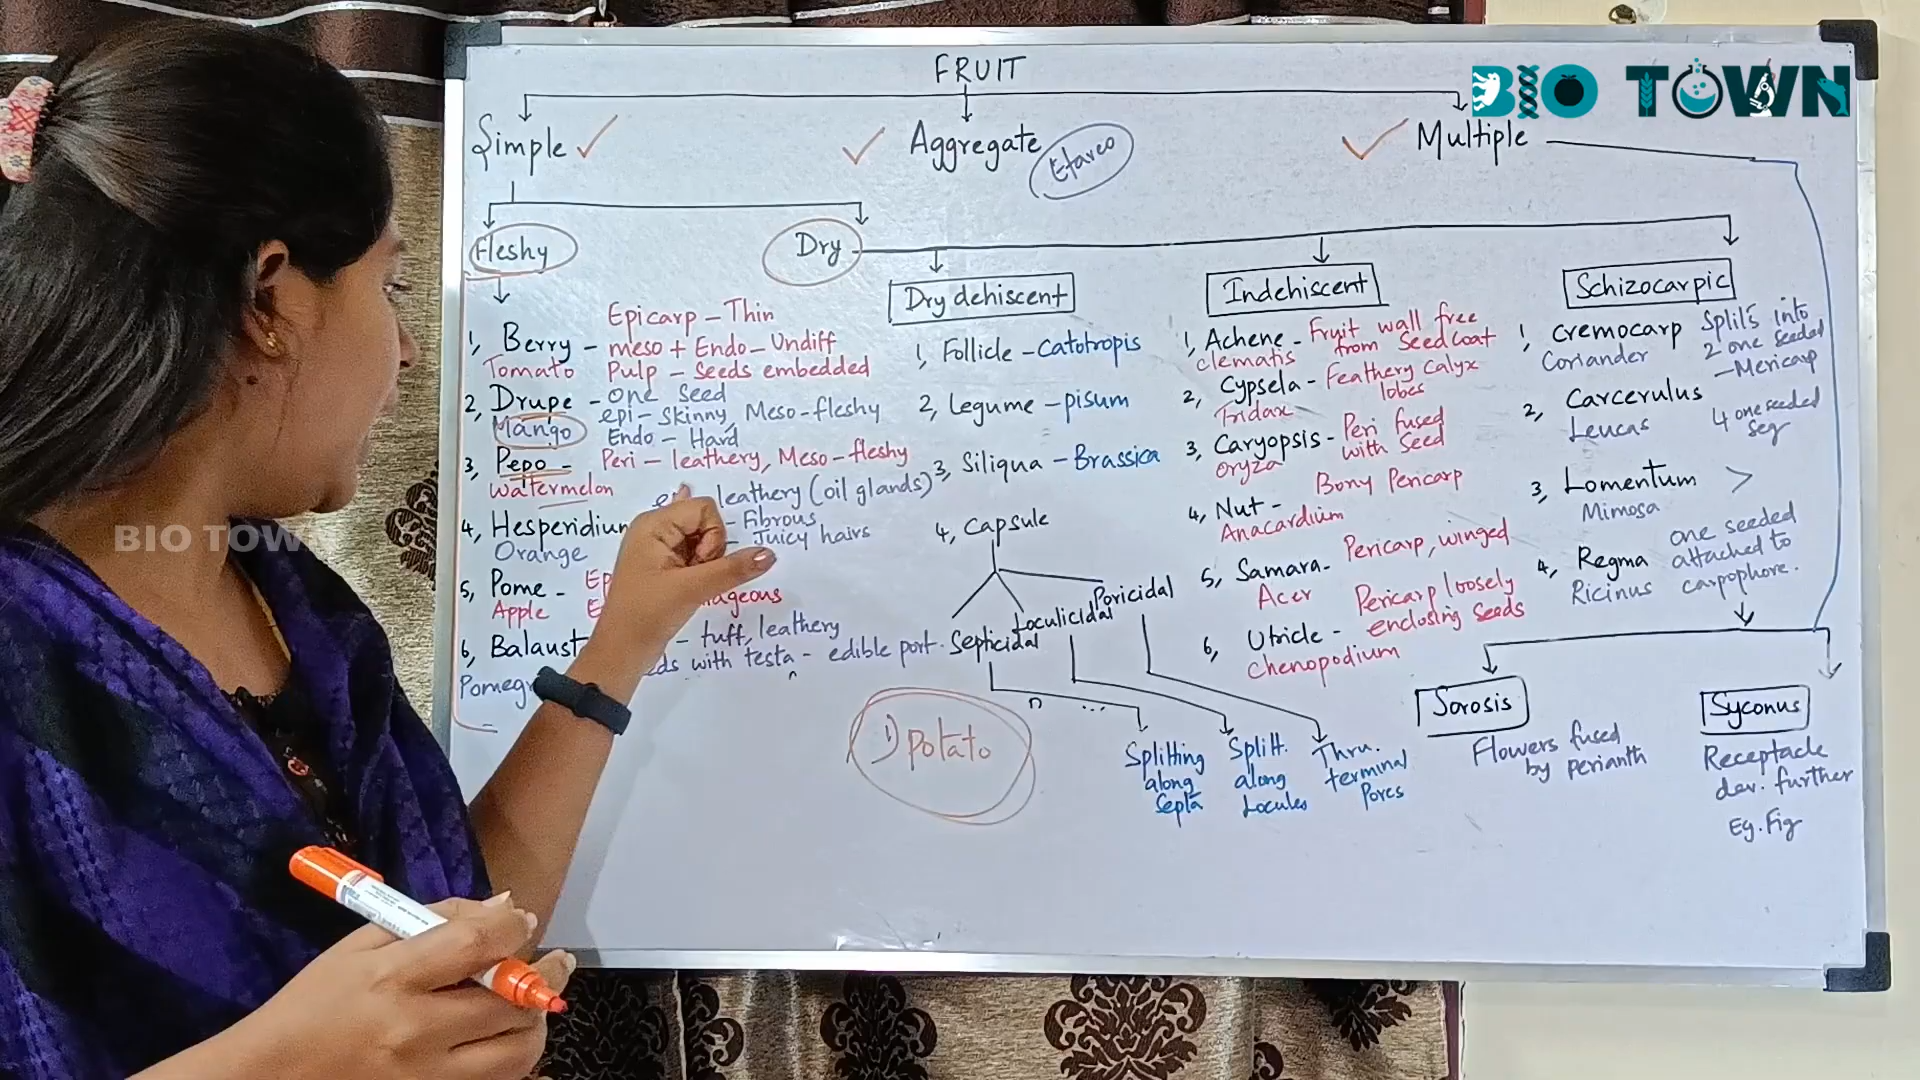 FRUIT
BIO TOWN
Simple
Aggregate
Etareo
Multiple
Fleshy
Dry
Dry dehiscent
Indehiscent
Schizocarpic
1, Berry - Epicarp - Thin
meso + Endo - Undiff
Tomato Pulp - Seeds embedded
2, Drupe - one seed
epi - skinny, Meso - fleshy
Mango Endo - Hard
3, Pepo - Peri - leathery, Meso - fleshy
Watermelon
leathery (oil glands)
4, Hesperidium - Fibrous
Orange - Juicy hairs
5, Pome - Ep
Apple
6, Balaust - tuff, leathery
with testa - edible part.
1, Follicle - Catotropis
2, Legume - pisum
3, Siliqua - Brassica
4, Capsule
Septicidal
Loculicidal
Poricidal
Splitting along Septa
Splitt. along Locules
Thru. terminal Pores
1) Potato
1, Achene - Fruit wall free from Seed Coat
clematis
2, Cypsela - Feathery Calyx lobes
Tridax
3, Caryopsis - Peri fused with Seed
oryza
4, Nut - Bony Pericarp
Anacardium
5, Samara - Pericarp, winged
Acer
6, Utricle - Pericarp loosely enclosing Seeds
Chenopodium
1, cremocarp Splils into 2 one seeded - Mericarp
Coriander
2, Carcerulus 4 one seeded seg
Leucas
3, Lomentum >
Mimosa
4, Regma one seeded attached to carpophore.
Ricinus
Sorosis
Flowers fused by Perianth
Syconus
Receptacle dev. further
Eg. Fig
BIO TOWN